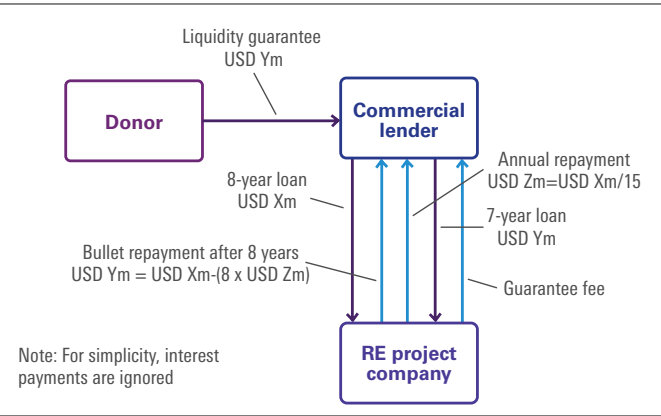 Liquidity guarantee
USD Ym
Donor
Commercial
lender
8-year loan
USD Xm
Annual repayment
USD Zm=USD Xm/15
7-year loan
USD Ym
Bullet repayment after 8 years
USD Ym = USD Xm-(8 x USD Zm)
Guarantee fee
RE project
company
Note: For simplicity, interest
payments are ignored